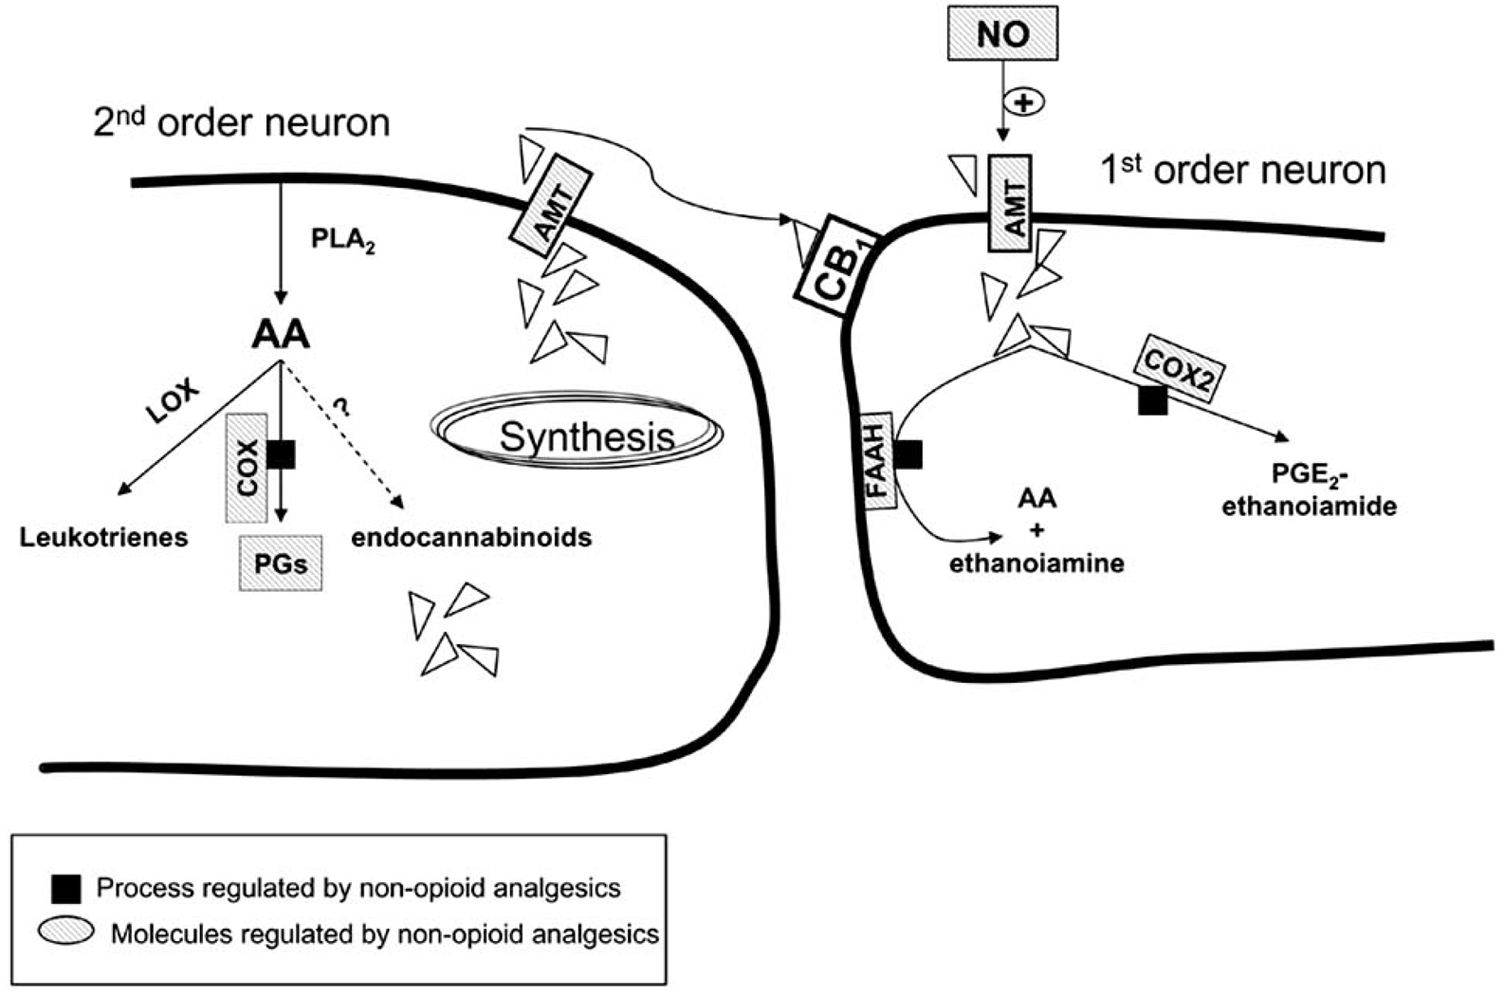 NO
+
2nd order neuron
1st order neuron
AMT
AMT
PLA2
CB1
AA
LOX
?
COX
Synthesis
COX2
FAAH
PGE2-
ethanoiamide
AA
+
ethanoiamine
Leukotrienes
endocannabinoids
PGs
Process regulated by non-opioid analgesics
Molecules regulated by non-opioid analgesics